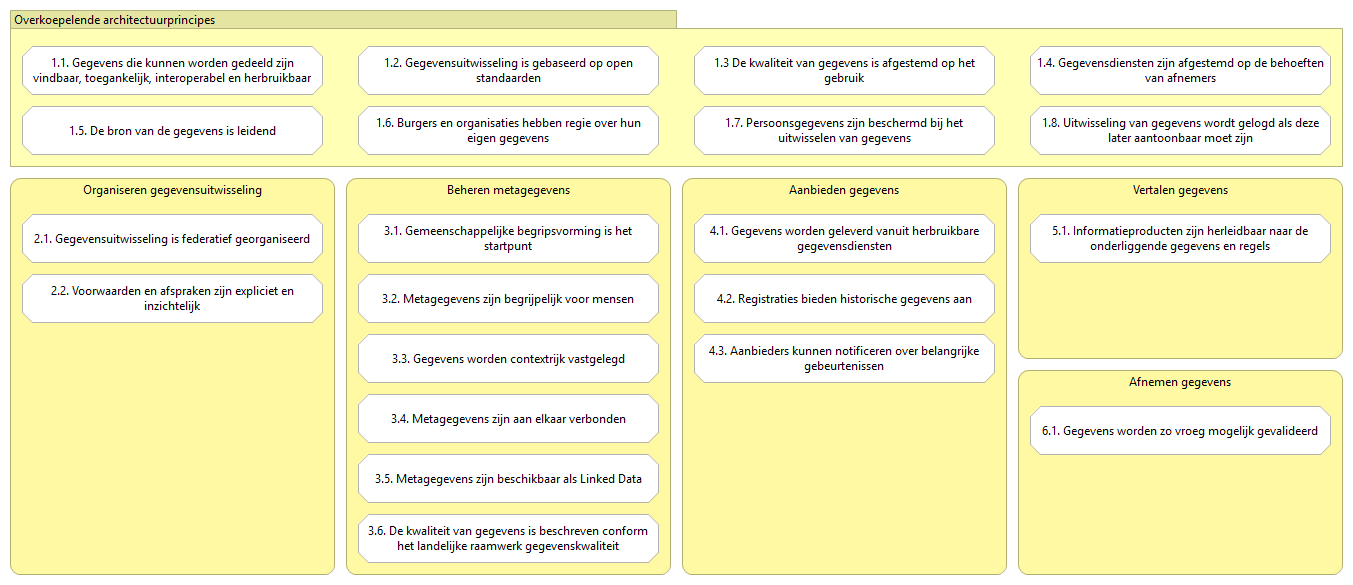 Overkoepelende architectuurprincipes
1.1. Gegevens die kunnen worden gedeeld zijn
vindbaar, toegankelijk, interoperabel en herbruikbaar
1.2. Gegevensuitwisseling is gebaseerd op open
standaarden
1.3 De kwaliteit van gegevens is afgestemd op het
gebruik
1.4. Gegevensdiensten zijn afgestemd op de behoeften
van afnemers
1.5. De bron van de gegevens is leidend
1.6. Burgers en organisaties hebben regie over hun
eigen gegevens
1.7. Persoonsgegevens zijn beschermd bij het
uitwisselen van gegevens
1.8. Uitwisseling van gegevens wordt gelogd als deze
later aantoonbaar moet zijn
Organiseren gegevensuitwisseling
2.1. Gegevensuitwisseling is federatief georganiseerd
2.2. Voorwaarden en afspraken zijn expliciet en
inzichtelijk
Beheren metagegevens
3.1. Gemeenschappelijke begripsvorming is het
startpunt
3.2. Metagegevens zijn begrijpelijk voor mensen
3.3. Gegevens worden contextrijk vastgelegd
3.4. Metagegevens zijn aan elkaar verbonden
3.5. Metagegevens zijn beschikbaar als Linked Data
3.6. De kwaliteit van gegevens is beschreven conform
het landelijke raamwerk gegevenskwaliteit
Aanbieden gegevens
4.1. Gegevens worden geleverd vanuit herbruikbare
gegevensdiensten
4.2. Registraties bieden historische gegevens aan
4.3. Aanbieders kunnen notificeren over belangrijke
gebeurtenissen
Vertalen gegevens
5.1. Informatieproducten zijn herleidbaar naar de
onderliggende gegevens en regels
Afnemen gegevens
6.1. Gegevens worden zo vroeg mogelijk gevalideerd